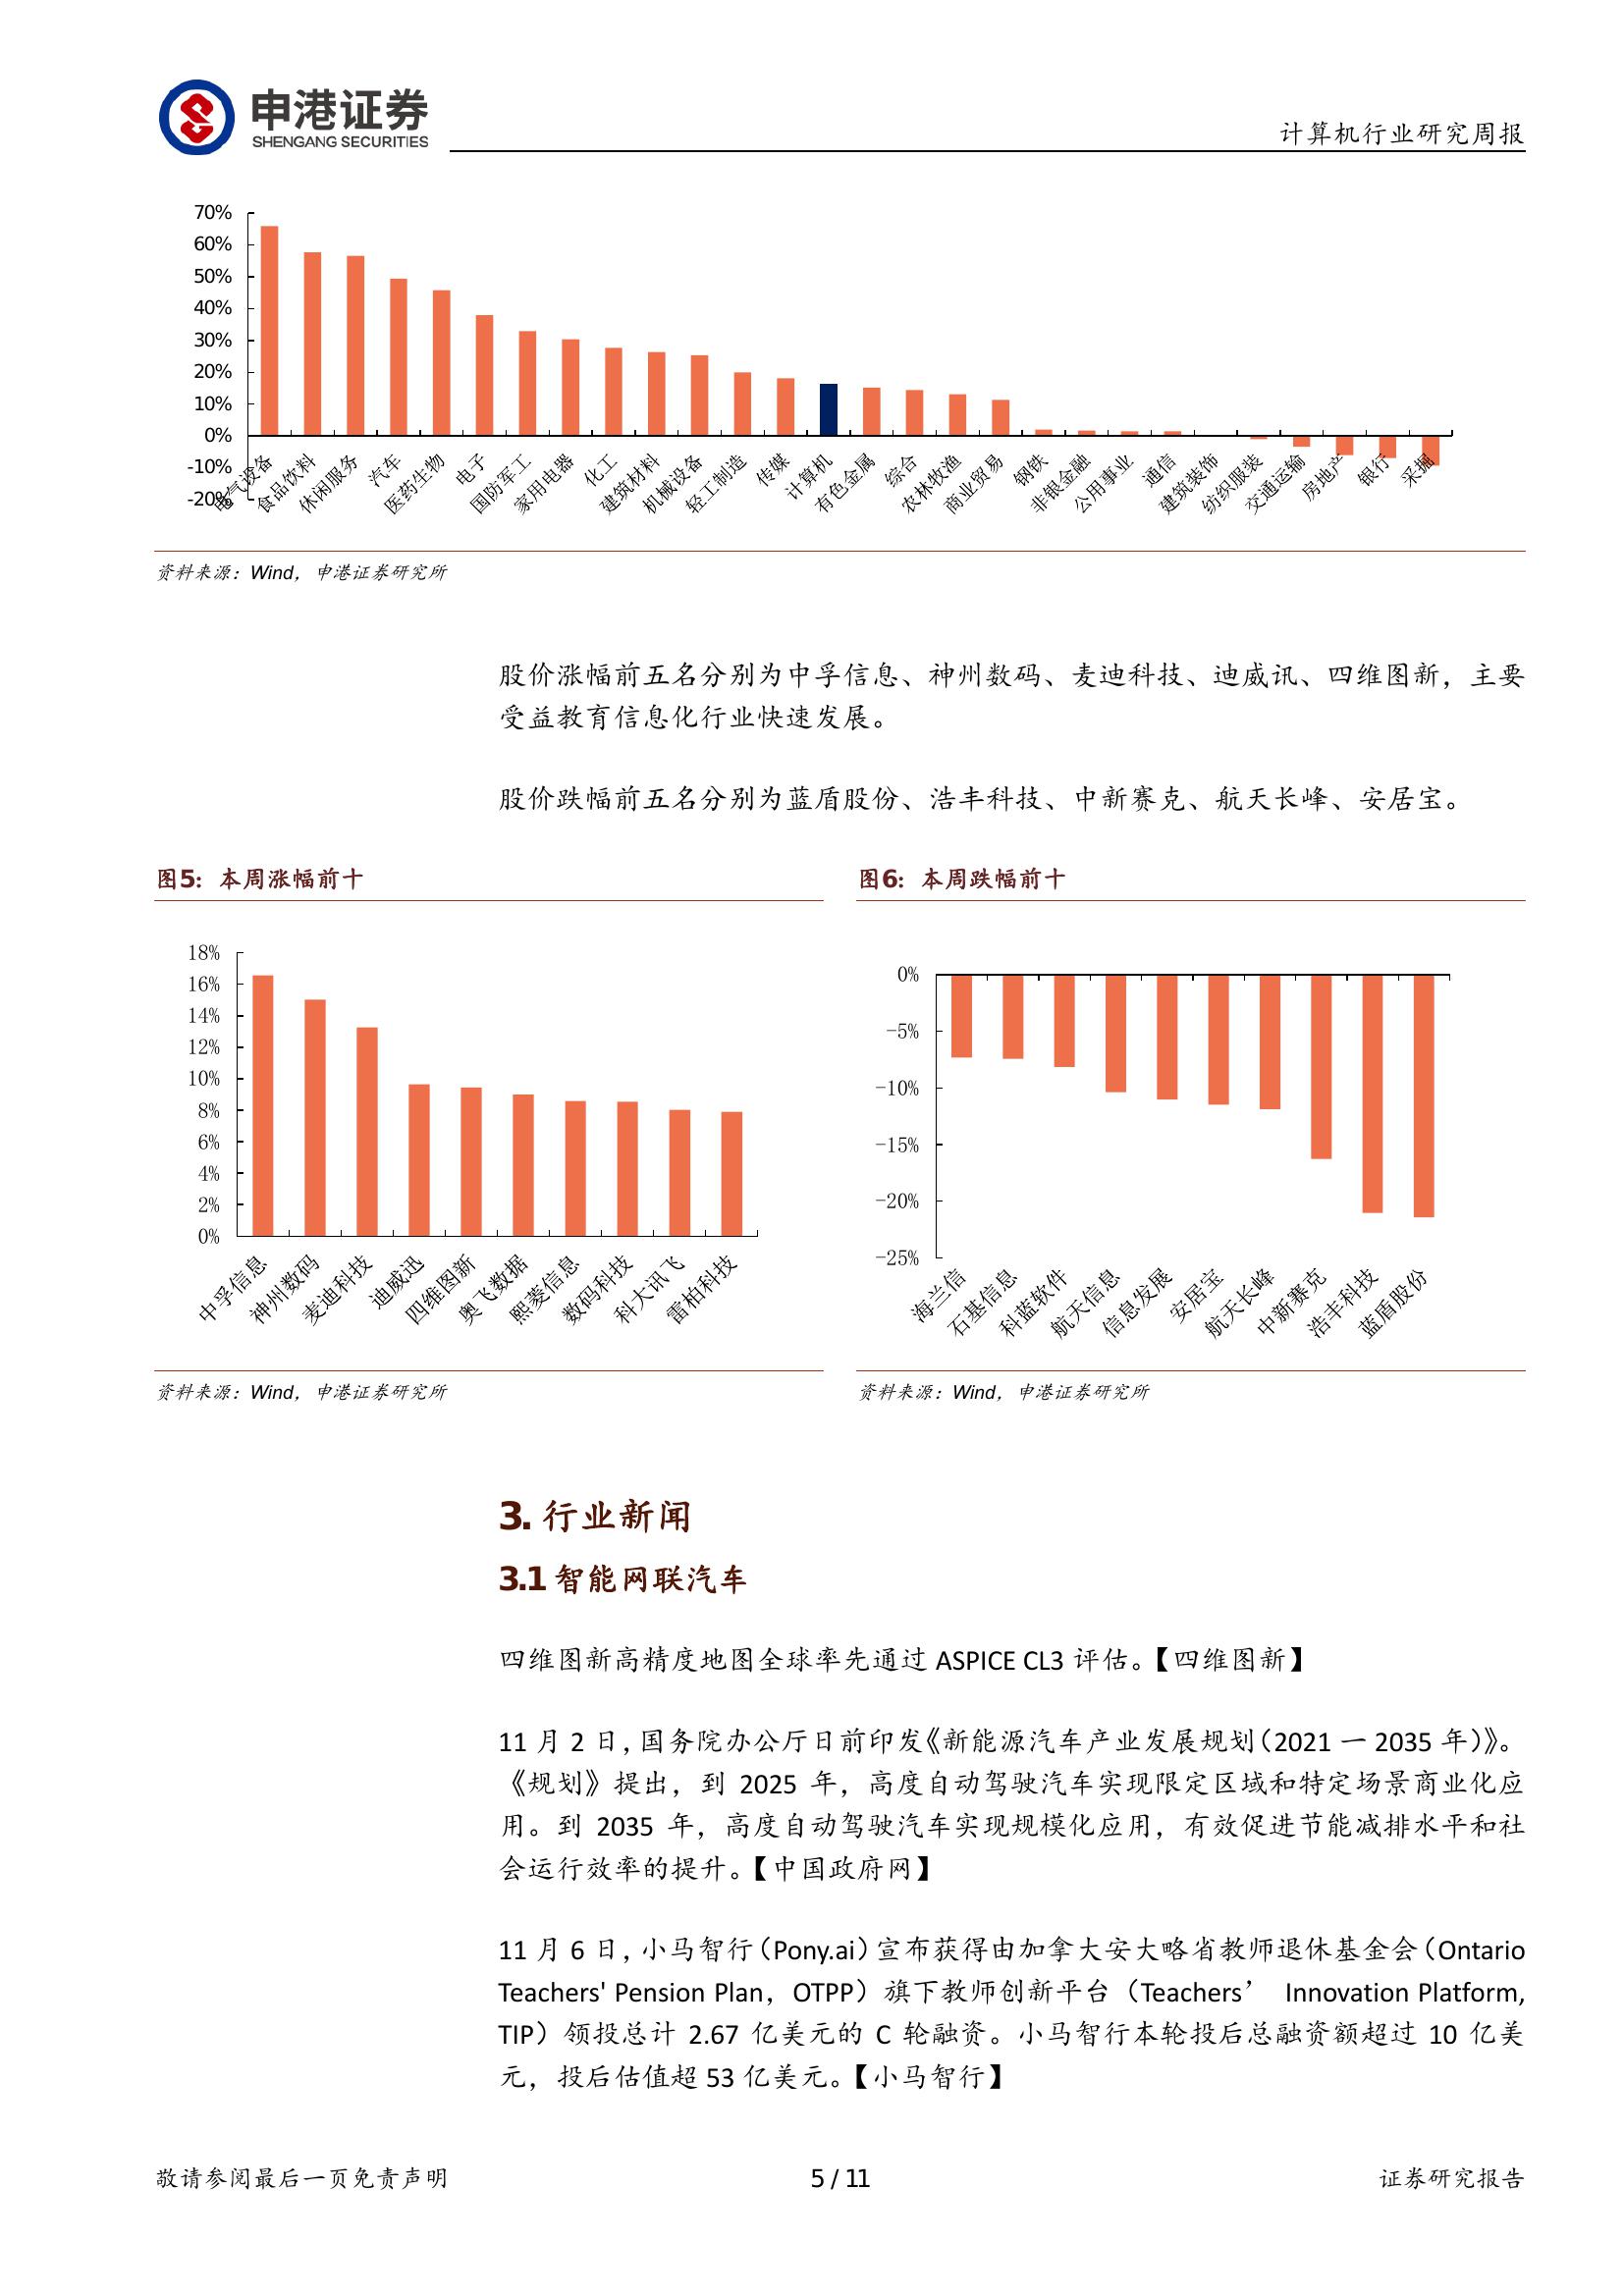 申港证券
SHENGANG SECURITIES
计算机行业研究周报
70%
60%
50%
40%
30%
20%
10%
0%
-10%
-20%
电气设备 食品饮料 休闲服务 汽车 医药生物 电子 国防军工 家用电器 化工 建筑材料 机械设备 轻工制造 传媒 计算机 有色金属 综合 农林牧渔 商业贸易 钢铁 非银金融 公用事业 通信 建筑装饰 纺织服装 交通运输 房地产 银行 采掘
资料来源：Wind，申港证券研究所
股价涨幅前五名分别为中孚信息、神州数码、麦迪科技、迪威讯、四维图新，主要
受益教育信息化行业快速发展。
股价跌幅前五名分别为蓝盾股份、浩丰科技、中新赛克、航天长峰、安居宝。
图5：本周涨幅前十
18%
16%
14%
12%
10%
8%
6%
4%
2%
0%
中孚信息 神州数码 麦迪科技 迪威迅 四维图新 奥飞数据 熙菱信息 数码科技 科大讯飞 雷柏科技
资料来源：Wind，申港证券研究所
图6：本周跌幅前十
0%
-5%
-10%
-15%
-20%
-25%
海兰信 石基信息 科蓝软件 航天信息 信息发展 安居宝 航天长峰 中新赛克 浩丰科技 蓝盾股份
资料来源：Wind，申港证券研究所
3. 行业新闻
3.1 智能网联汽车
四维图新高精度地图全球率先通过 ASPICE CL3 评估。【四维图新】
11 月 2 日，国务院办公厅日前印发《新能源汽车产业发展规划（2021 一 2035 年）》。
《规划》提出，到 2025 年，高度自动驾驶汽车实现限定区域和特定场景商业化应
用。到 2035 年，高度自动驾驶汽车实现规模化应用，有效促进节能减排水平和社
会运行效率的提升。【中国政府网】
11 月 6 日，小马智行（Pony.ai）宣布获得由加拿大安大略省教师退休基金会（Ontario
Teachers' Pension Plan，OTPP）旗下教师创新平台（Teachers’ Innovation Platform,
TIP）领投总计 2.67 亿美元的 C 轮融资。小马智行本轮投后总融资额超过 10 亿美
元，投后估值超 53 亿美元。【小马智行】
敬请参阅最后一页免责声明
5 / 11
证券研究报告